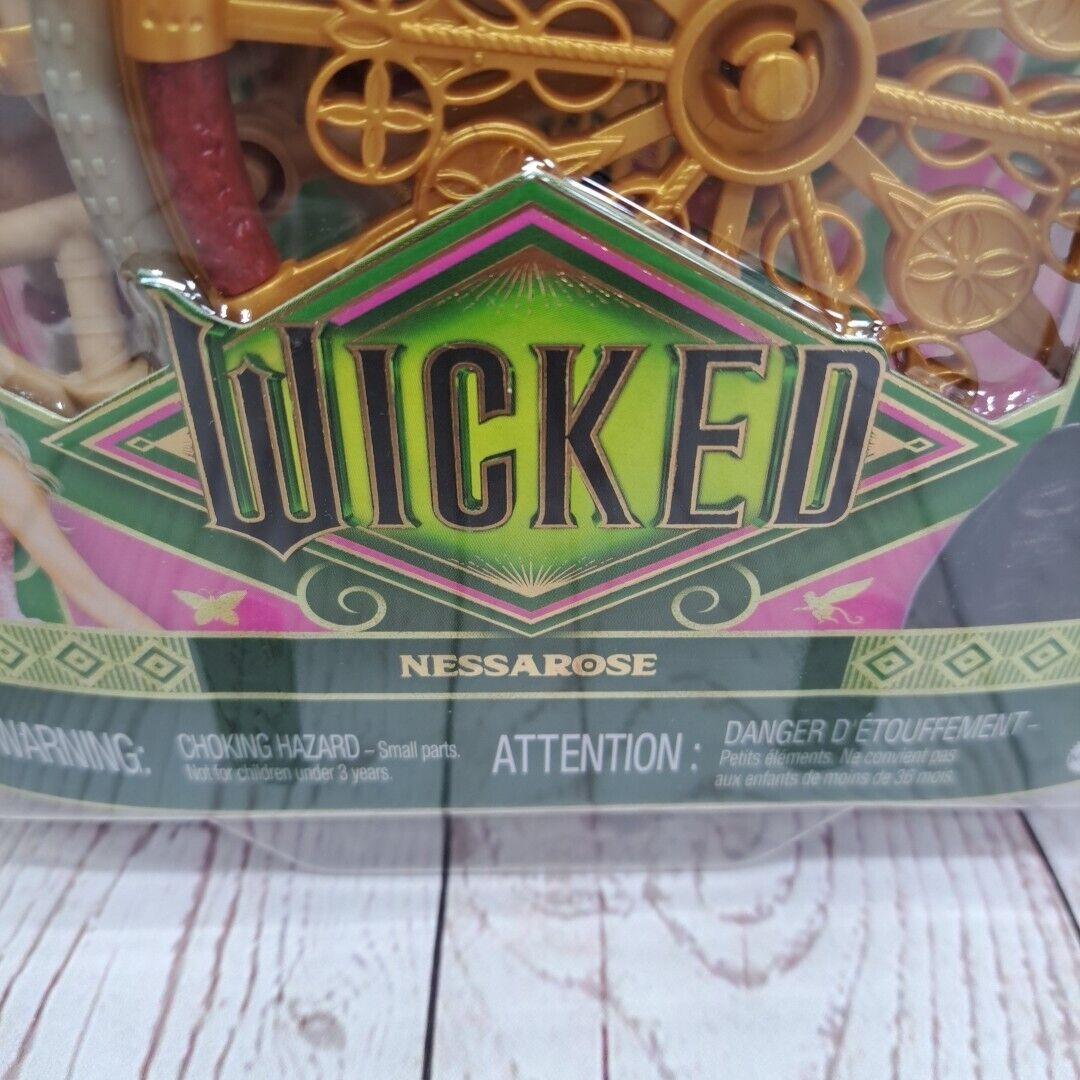 WICKED
NESSAROSE
WARNING: CHOKING HAZARD – Small parts.
Not for children under 3 years.
ATTENTION : DANGER D'ÉTOUFFEMENT –
Petits éléments. Ne convient pas
aux enfants de moins de 36 mois.